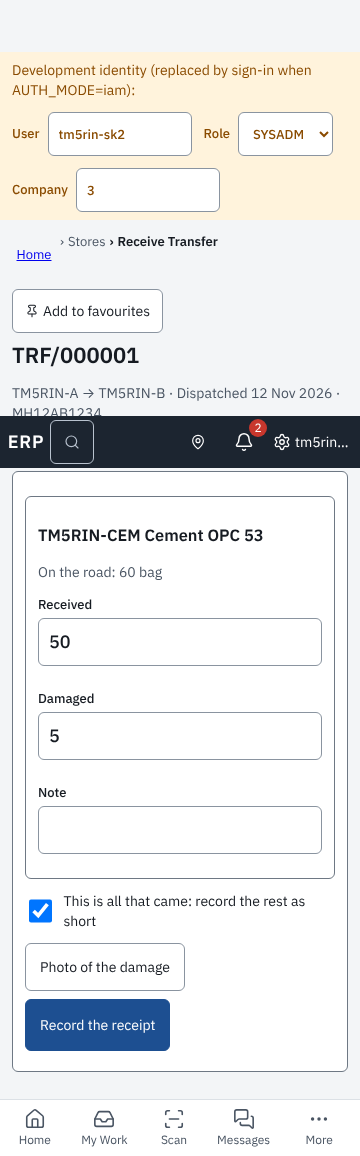 Development identity (replaced by sign-in when
AUTH_MODE=iam):
User
tm5rin-sk2
Role
SYSADM
Company
3
› Stores › Receive Transfer
Home
Add to favourites
TRF/000001
TM5RIN-A → TM5RIN-B · Dispatched 12 Nov 2026 ·
MH12AB1234
ERP
2
tm5rin...
TM5RIN-CEM Cement OPC 53
On the road: 60 bag
Received
50
Damaged
5
Note
This is all that came: record the rest as
short
Photo of the damage
Record the receipt
Home
My Work
Scan
Messages
More